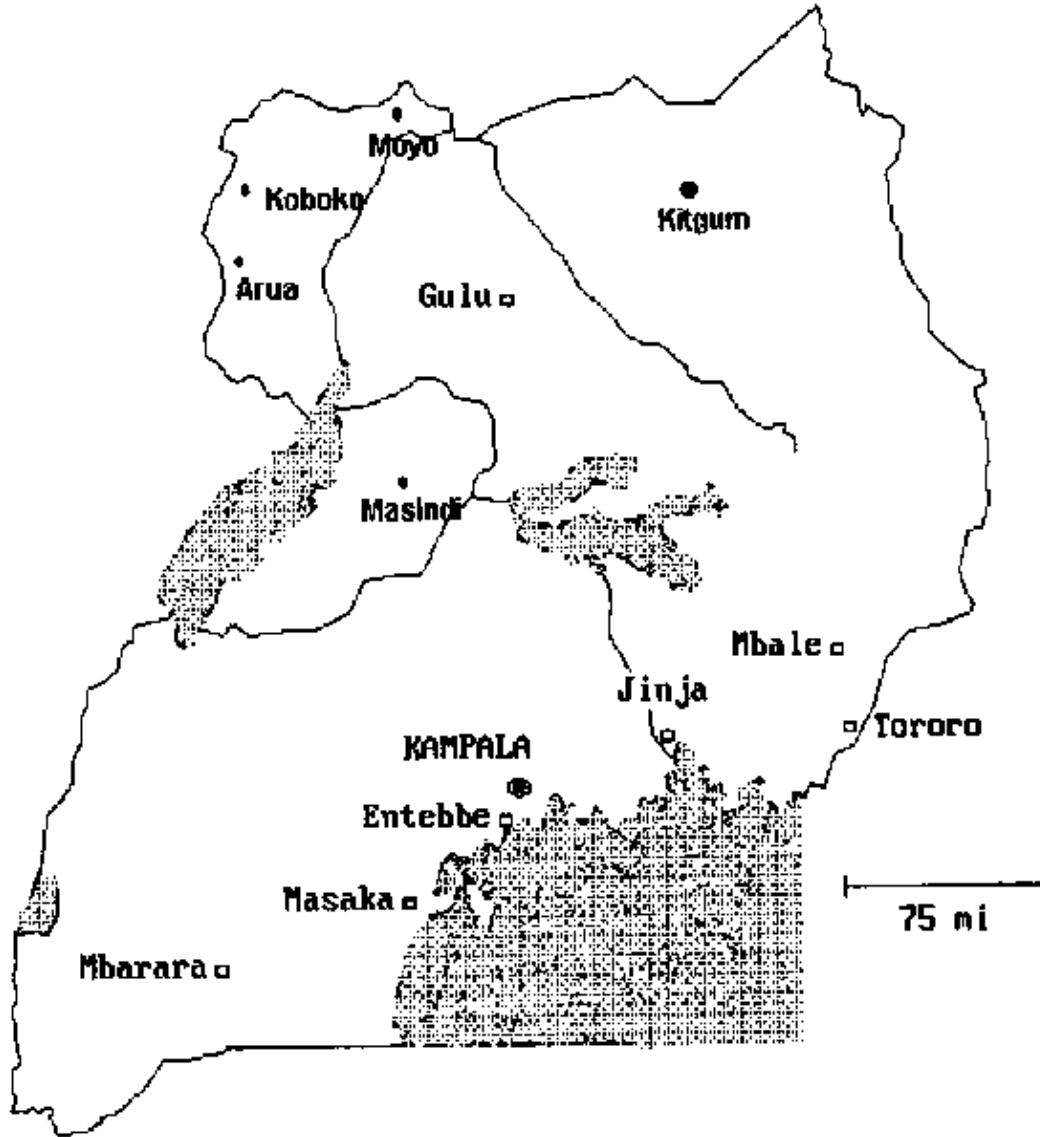 Moyo
Koboko
Kitgum
Arua
Gulu
Masindi
Mbale
Jinja
Tororo
KAMPALA
Entebbe
Masaka
75 mi
Mbarara